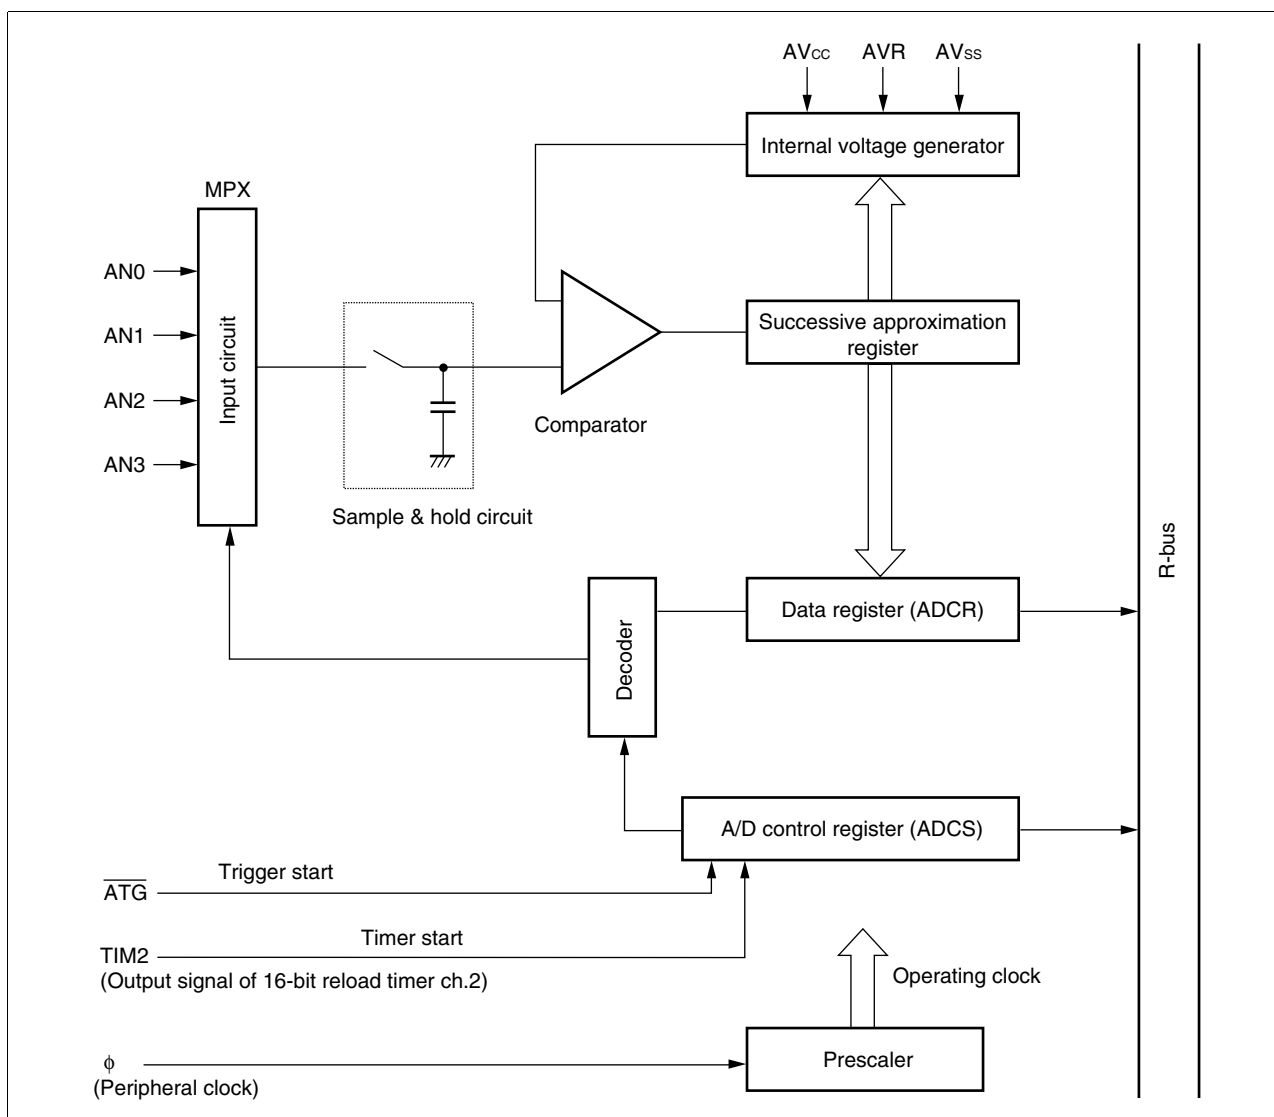 AVCC AVR AVSS
Internal voltage generator
MPX
AN0
AN1
AN2
AN3
Input circuit
Successive approximation
register
Comparator
Sample & hold circuit
R-bus
Data register (ADCR)
Decoder
A/D control register (ADCS)
Trigger start
ATG
Timer start
TIM2
(Output signal of 16-bit reload timer ch.2)
Operating clock
Prescaler
ϕ
(Peripheral clock)